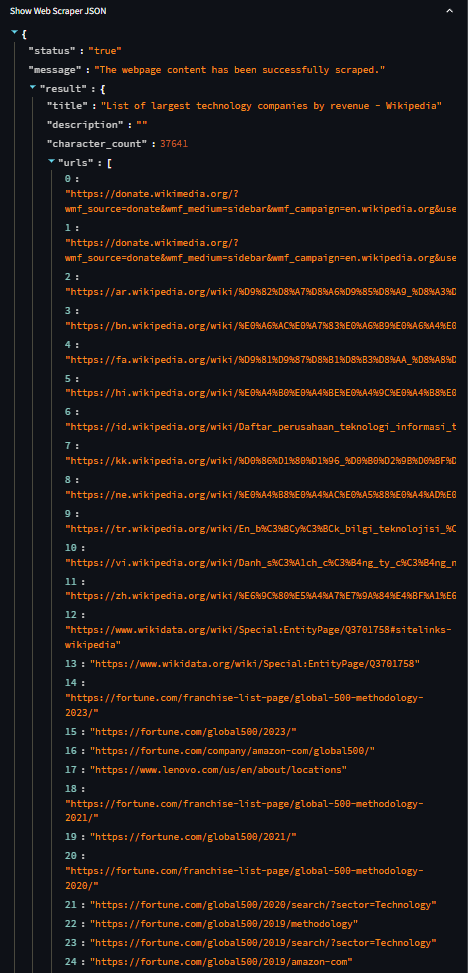 Show Web Scraper JSON
{
"status" : "true"
"message" : "The webpage content has been successfully scraped."
"result" : {
"title" : "List of largest technology companies by revenue - Wikipedia"
"description" : ""
"character_count" : 37641
"urls" : [
0 :
"https://donate.wikimedia.org/?
wmf_source=donate&wmf_medium=sidebar&wmf_campaign=en.wikipedia.org&use
1 :
"https://donate.wikimedia.org/?
wmf_source=donate&wmf_medium=sidebar&wmf_campaign=en.wikipedia.org&use
2 :
"https://ar.wikipedia.org/wiki/%D9%82%D8%A7%D8%A6%D9%85%D8%A9_%D8%A3%D
3 :
"https://bn.wikipedia.org/wiki/%E0%A6%AC%E0%A7%83%E0%A6%B9%E0%A6%A4%E0
4 :
"https://fa.wikipedia.org/wiki/%D9%81%D9%87%D8%B1%D8%B3%D8%AA_%D8%A8%D
5 :
"https://hi.wikipedia.org/wiki/%E0%A4%B0%E0%A4%BE%E0%A4%9C%E0%A4%B8%E0
6 :
"https://id.wikipedia.org/wiki/Daftar_perusahaan_teknologi_informasi_t
7 :
"https://kk.wikipedia.org/wiki/%D0%86%D1%80%D1%96_%D0%B0%D2%9B%D0%BF%D
8 :
"https://ne.wikipedia.org/wiki/%E0%A4%B8%E0%A4%AC%E0%A5%88%E0%A4%AD%E0
9 :
"https://tr.wikipedia.org/wiki/En_b%C3%BCy%C3%BCk_bilgi_teknolojisi_%C
10 :
"https://vi.wikipedia.org/wiki/Danh_s%C3%A1ch_c%C3%B4ng_ty_c%C3%B4ng_n
11 :
"https://zh.wikipedia.org/wiki/%E6%9C%80%E5%A4%A7%E7%9A%84%E4%BF%A1%E6
12 :
"https://www.wikidata.org/wiki/Special:EntityPage/Q3701758#sitelinks-
wikipedia"
13 : "https://www.wikidata.org/wiki/Special:EntityPage/Q3701758"
14 :
"https://fortune.com/franchise-list-page/global-500-methodology-
2023/"
15 : "https://fortune.com/global500/2023/"
16 : "https://fortune.com/company/amazon-com/global500/"
17 : "https://www.lenovo.com/us/en/about/locations"
18 :
"https://fortune.com/franchise-list-page/global-500-methodology-
2021/"
19 : "https://fortune.com/global500/2021/"
20 :
"https://fortune.com/franchise-list-page/global-500-methodology-
2020/"
21 : "https://fortune.com/global500/2020/search/?sector=Technology"
22 : "https://fortune.com/global500/2019/methodology"
23 : "https://fortune.com/global500/2019/search/?sector=Technology"
24 : "https://fortune.com/global500/2019/amazon-com"